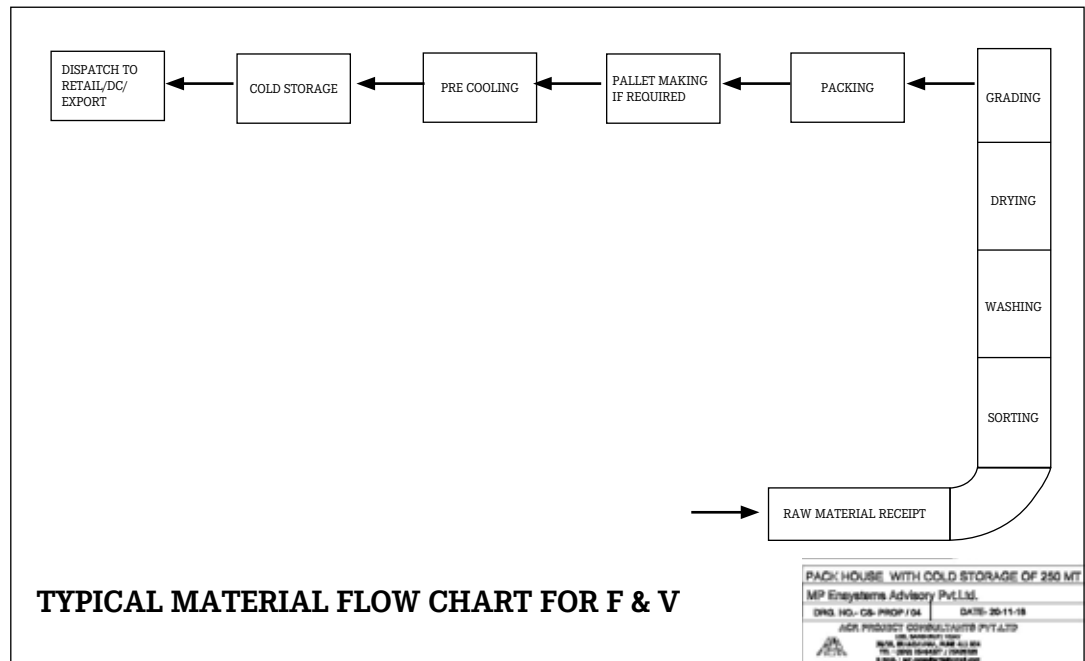 DISPATCH TO
RETAIL/DC/
EXPORT
COLD STORAGE
PRE COOLING
PALLET MAKING
IF REQUIRED
PACKING
GRADING
DRYING
WASHING
SORTING
RAW MATERIAL RECEIPT
TYPICAL MATERIAL FLOW CHART FOR F & V
PACK HOUSE WITH COLD STORAGE OF 250 MT
MP Ensystems Advisory Pvt.Ltd.
DRG. NO.- CS- PROP / 04 DATE- 20-11-18
ACR PROJECT CONSULTANTS PVT.LTD